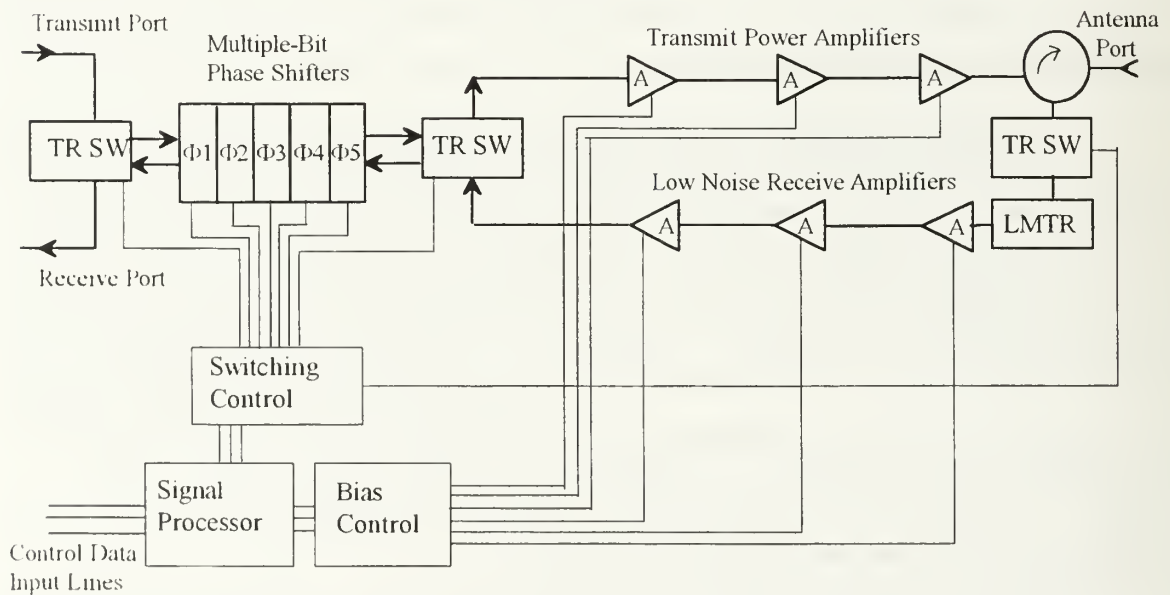 Transmit Port
Multiple-Bit
Phase Shifters
Transmit Power Amplifiers
Antenna
Port
A
A
A
TR SW
Φ1 Φ2 Φ3 Φ4 Φ5
TR SW
TR SW
Low Noise Receive Amplifiers
A
A
A
LMTR
Receive Port
Switching
Control
Signal
Processor
Bias
Control
Control Data
Input Lines